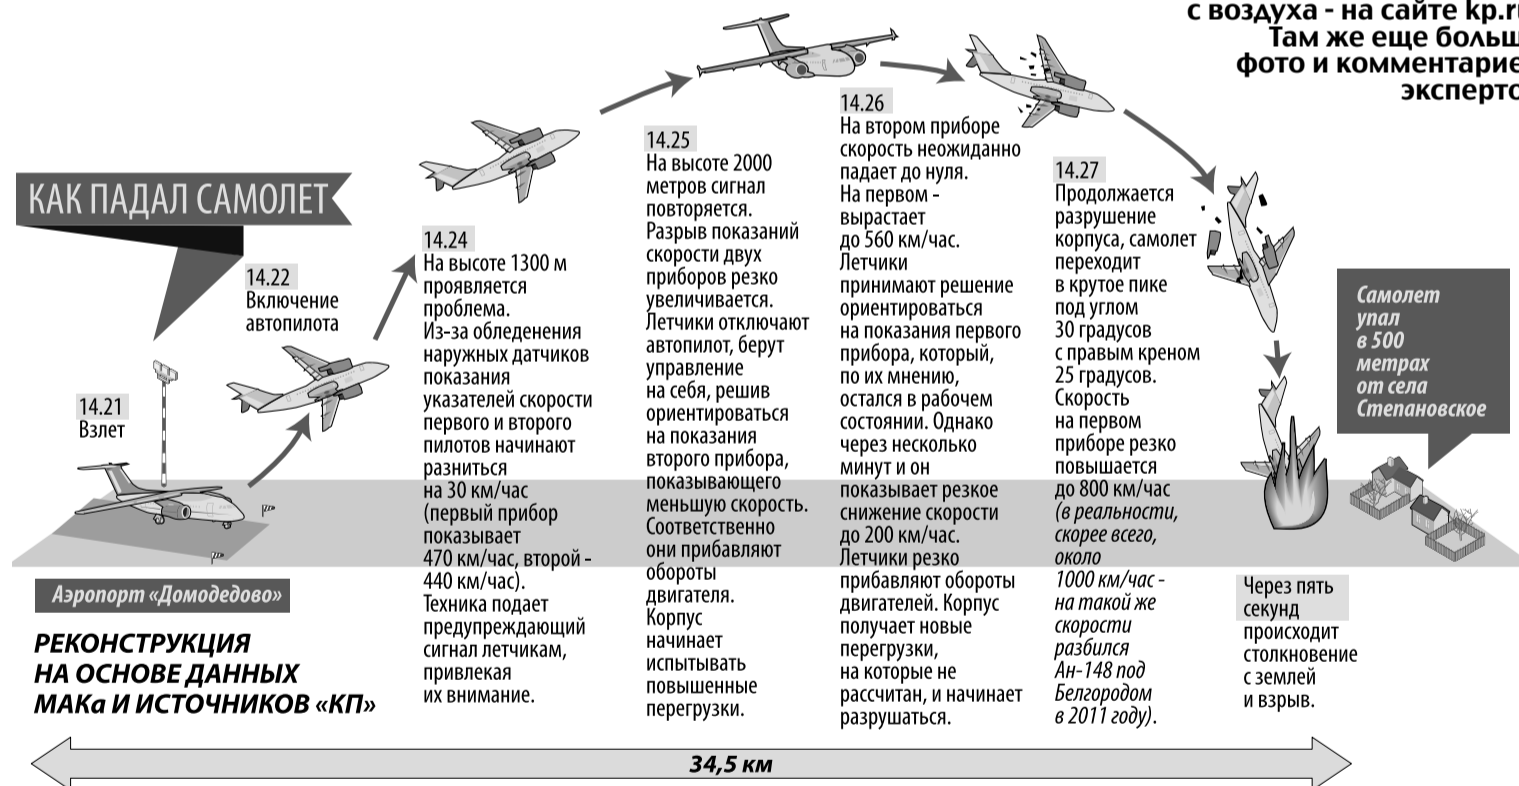 с воздуха - на сайте kp.ru
Там же еще больш
фото и комментарие
эксперто
КАК ПАДАЛ САМОЛЕТ
14.21
Взлет
14.22
Включение
автопилота
14.24
На высоте 1300 м
проявляется
проблема.
Из-за обледенения
наружных датчиков
показания
указателей скорости
первого и второго
пилотов начинают
разниться
на 30 км/час
(первый прибор
показывает
470 км/час, второй -
440 км/час).
Техника подает
предупреждающий
сигнал летчикам,
привлекая
их внимание.
14.25
На высоте 2000
метров сигнал
повторяется.
Разрыв показаний
скорости двух
приборов резко
увеличивается.
Летчики отключают
автопилот, берут
управление
на себя, решив
ориентироваться
на показания
второго прибора,
показывающего
меньшую скорость.
Соответственно
они прибавляют
обороты
двигателя.
Корпус
начинает
испытывать
повышенные
перегрузки.
14.26
На втором приборе
скорость неожиданно
падает до нуля.
На первом -
вырастает
до 560 км/час.
Летчики
принимают решение
ориентироваться
на показания первого
прибора, который,
по их мнению,
остался в рабочем
состоянии. Однако
через несколько
минут и он
показывает резкое
снижение скорости
до 200 км/час.
Летчики резко
прибавляют обороты
двигателей. Корпус
получает новые
перегрузки,
на которые не
рассчитан, и начинает
разрушаться.
14.27
Продолжается
разрушение
корпуса, самолет
переходит
в крутое пике
под углом
30 градусов
с правым креном
25 градусов.
Скорость
на первом
приборе резко
повышается
до 800 км/час
(в реальности,
скорее всего,
около
1000 км/час -
на такой же
скорости
разбился
Ан-148 под
Белгородом
в 2011 году).
Через пять
секунд
происходит
столкновение
с землей
и взрыв.
Самолет
упал
в 500
метрах
от села
Степановское
Аэропорт «Домодедово»
РЕКОНСТРУКЦИЯ
НА ОСНОВЕ ДАННЫХ
МАКа И ИСТОЧНИКОВ «КП»
34,5 км